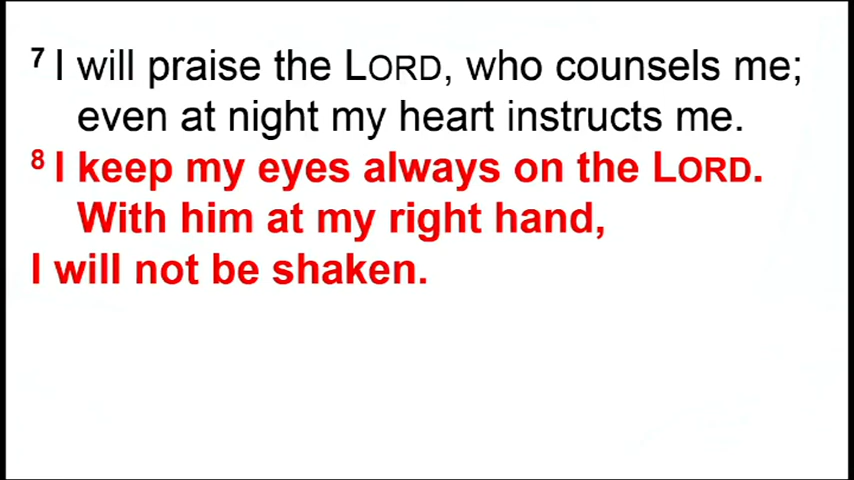 7 I will praise the LORD, who counsels me;
even at night my heart instructs me.
8 I keep my eyes always on the LORD.
With him at my right hand,
I will not be shaken.